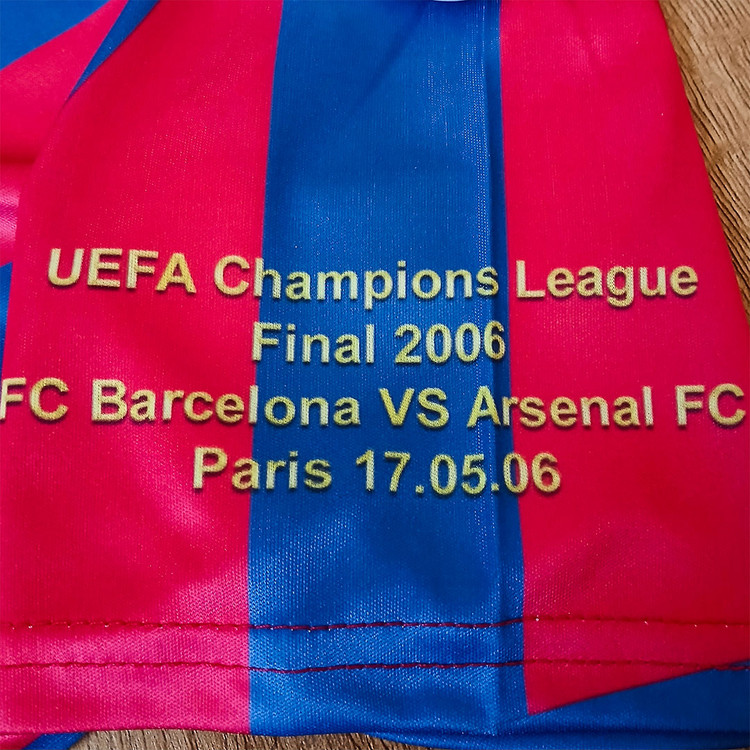 UEFA Champions League
Final 2006
FC Barcelona VS Arsenal FC
Paris 17.05.06